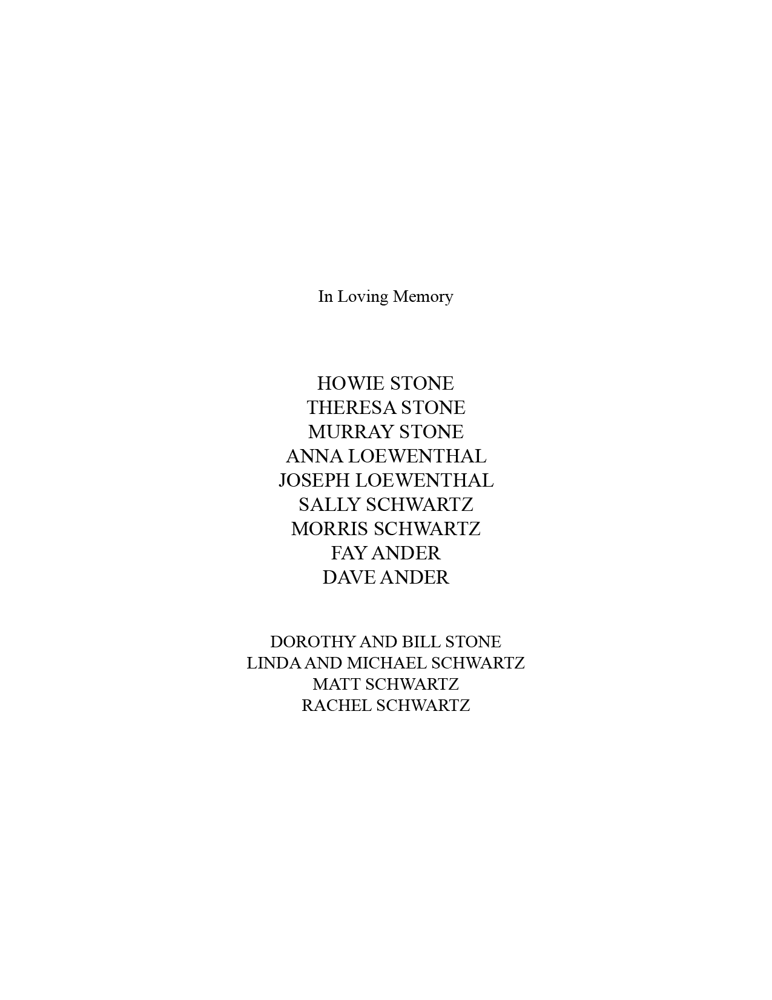 In Loving Memory
HOWIE STONE
THERESA STONE
MURRAY STONE
ANNA LOEWENTHAL
JOSEPH LOEWENTHAL
SALLY SCHWARTZ
MORRIS SCHWARTZ
FAY ANDER
DAVE ANDER
DOROTHY AND BILL STONE
LINDA AND MICHAEL SCHWARTZ
MATT SCHWARTZ
RACHEL SCHWARTZ